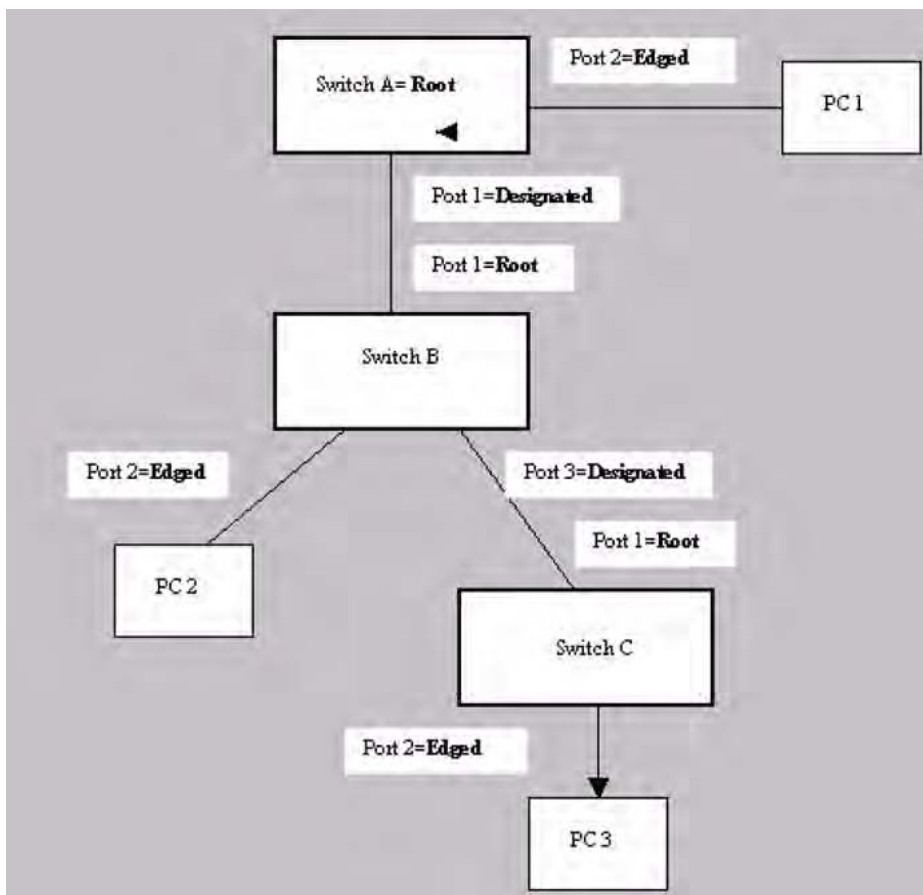 Port 2=Edged
Switch A= Root
PC 1
Port 1=Designated
Port 1=Root
Switch B
Port 2=Edged
Port 3=Designated
Port 1=Root
PC 2
Switch C
Port 2=Edged
PC 3